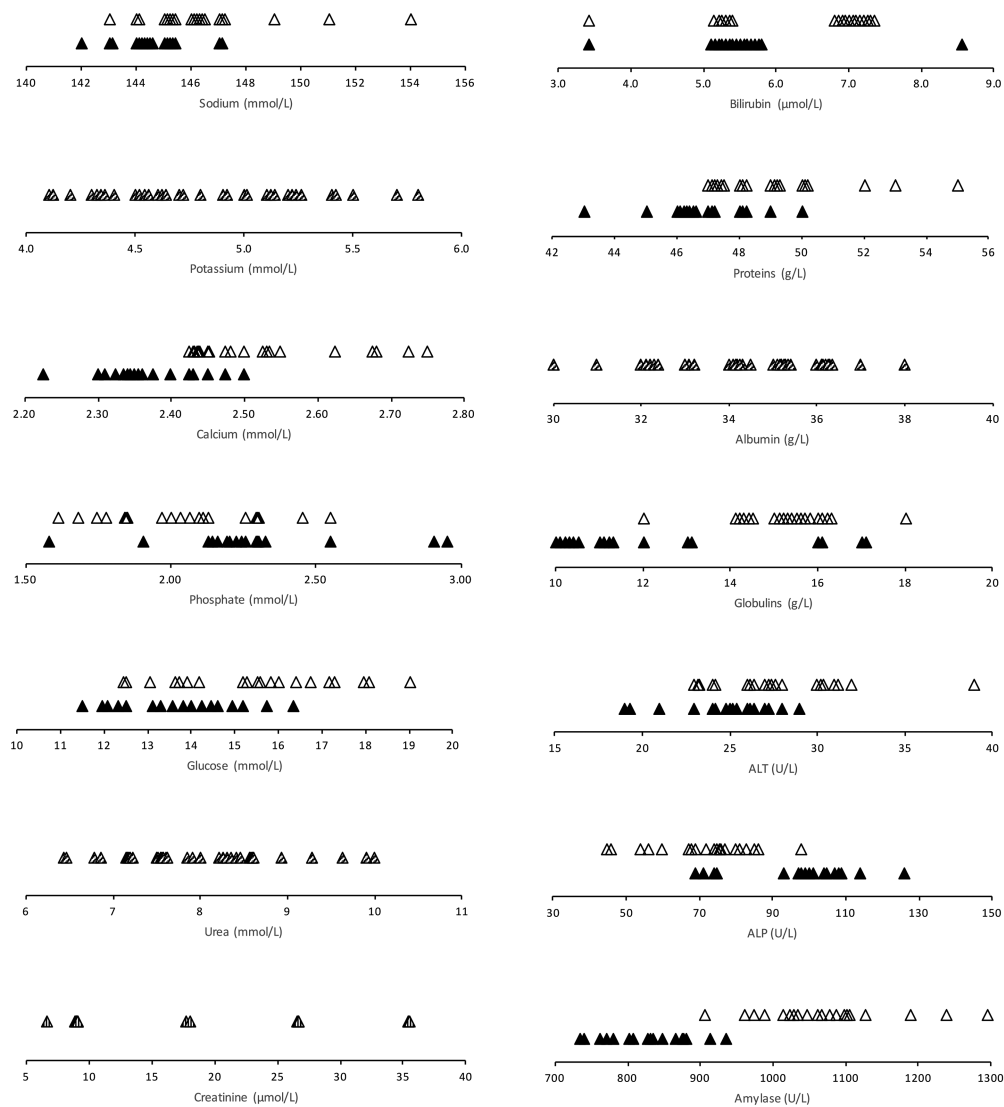 140 142 144 146 148 150 152 154 156
Sodium (mmol/L)
4.0 4.5 5.0 5.5 6.0
Potassium (mmol/L)
2.20 2.30 2.40 2.50 2.60 2.70 2.80
Calcium (mmol/L)
1.50 2.00 2.50 3.00
Phosphate (mmol/L)
10 11 12 13 14 15 16 17 18 19 20
Glucose (mmol/L)
6 7 8 9 10 11
Urea (mmol/L)
5 10 15 20 25 30 35 40
Creatinine (µmol/L)
3.0 4.0 5.0 6.0 7.0 8.0 9.0
Bilirubin (µmol/L)
42 44 46 48 50 52 54 56
Proteins (g/L)
30 32 34 36 38 40
Albumin (g/L)
10 12 14 16 18 20
Globulins (g/L)
15 20 25 30 35 40
ALT (U/L)
30 50 70 90 110 130 150
ALP (U/L)
700 800 900 1000 1100 1200 1300
Amylase (U/L)